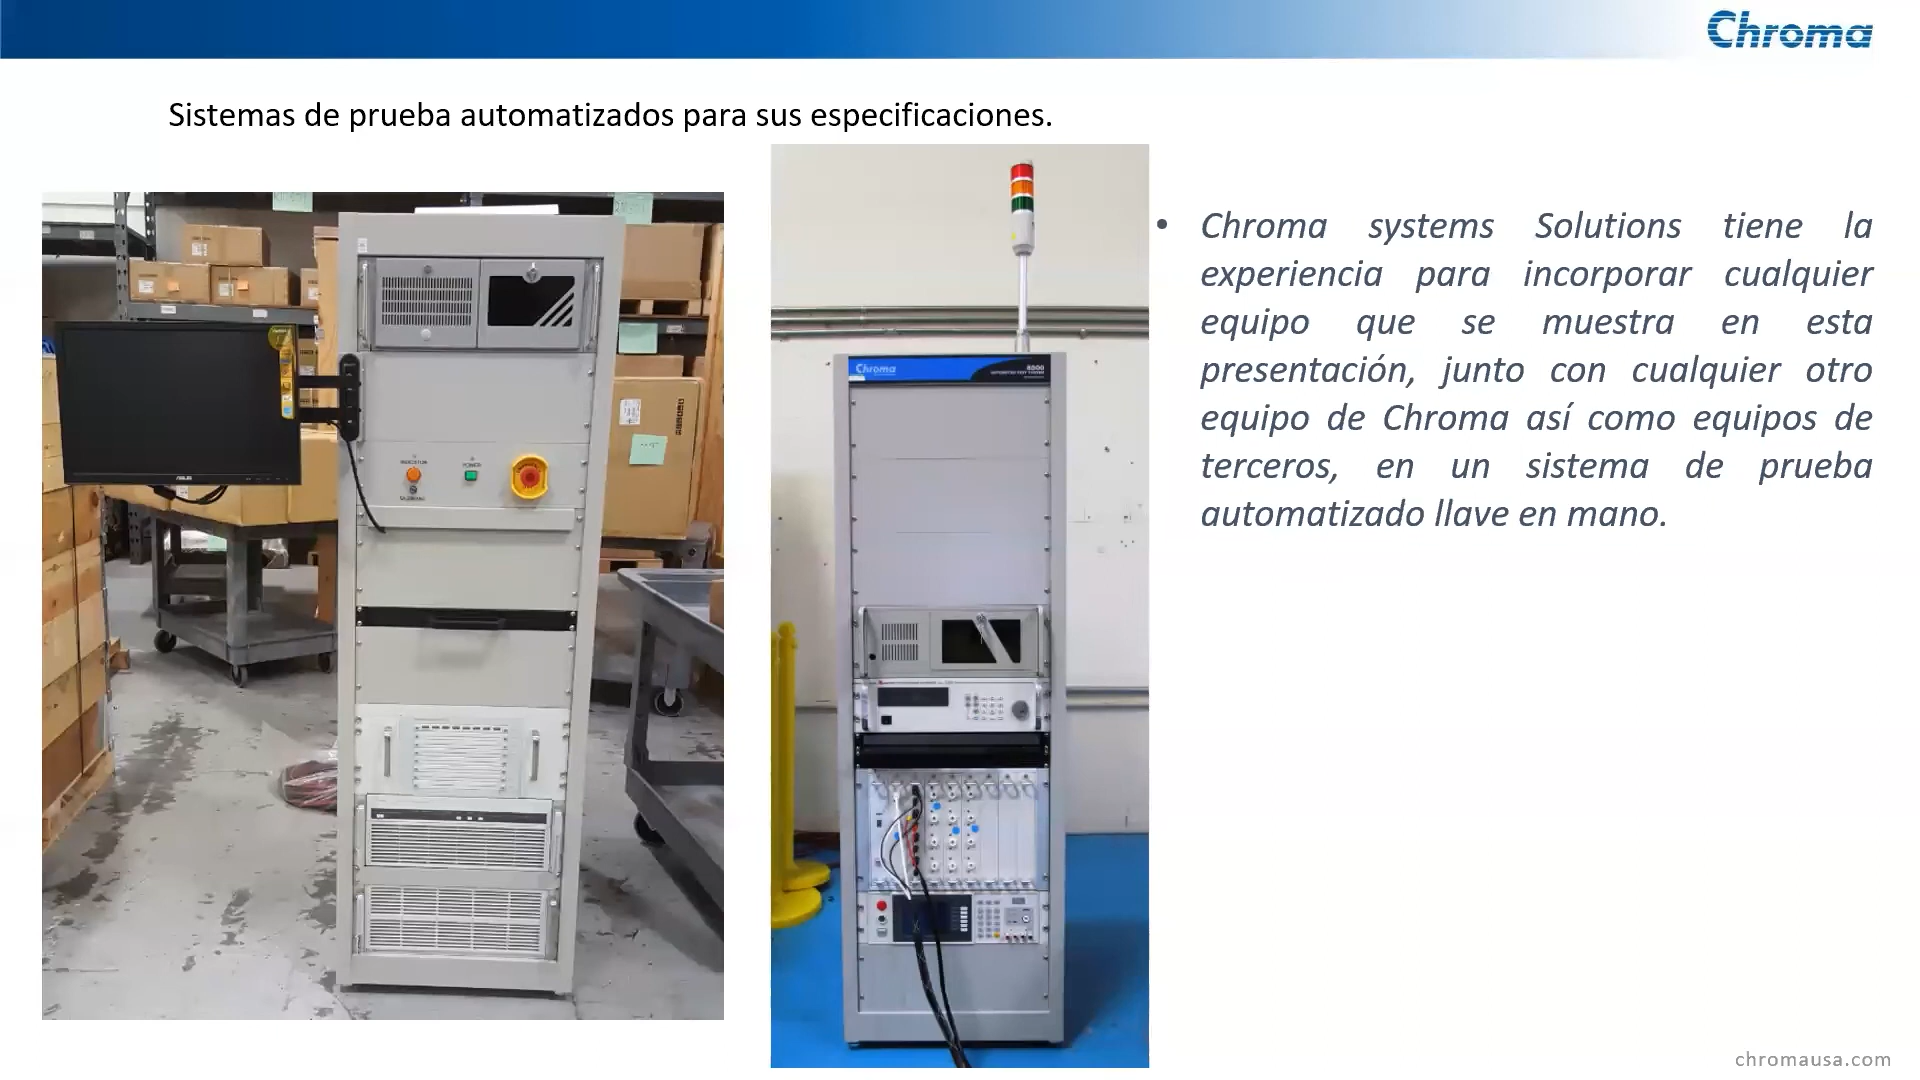 Chroma
Sistemas de prueba automatizados para sus especificaciones.
• Chroma systems Solutions tiene la
experiencia para incorporar cualquier
equipo que se muestra en esta
presentación, junto con cualquier otro
equipo de Chroma así como equipos de
terceros, en un sistema de prueba
automatizado llave en mano.
Chroma
8000
POWER
ASUS
chromausa.com